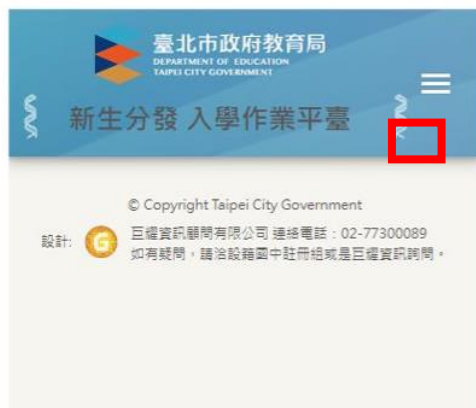 臺北市政府教育局
DEPARTMENT OF EDUCATION
TAIPEI CITY GOVERNMENT
新生分發 入學作業平臺
© Copyright Taipei City Government
設計: G 巨耀資訊顧問有限公司 連絡電話：02-77300089
如有疑問，請洽設籍國中註冊組或是巨耀資訊詢問。